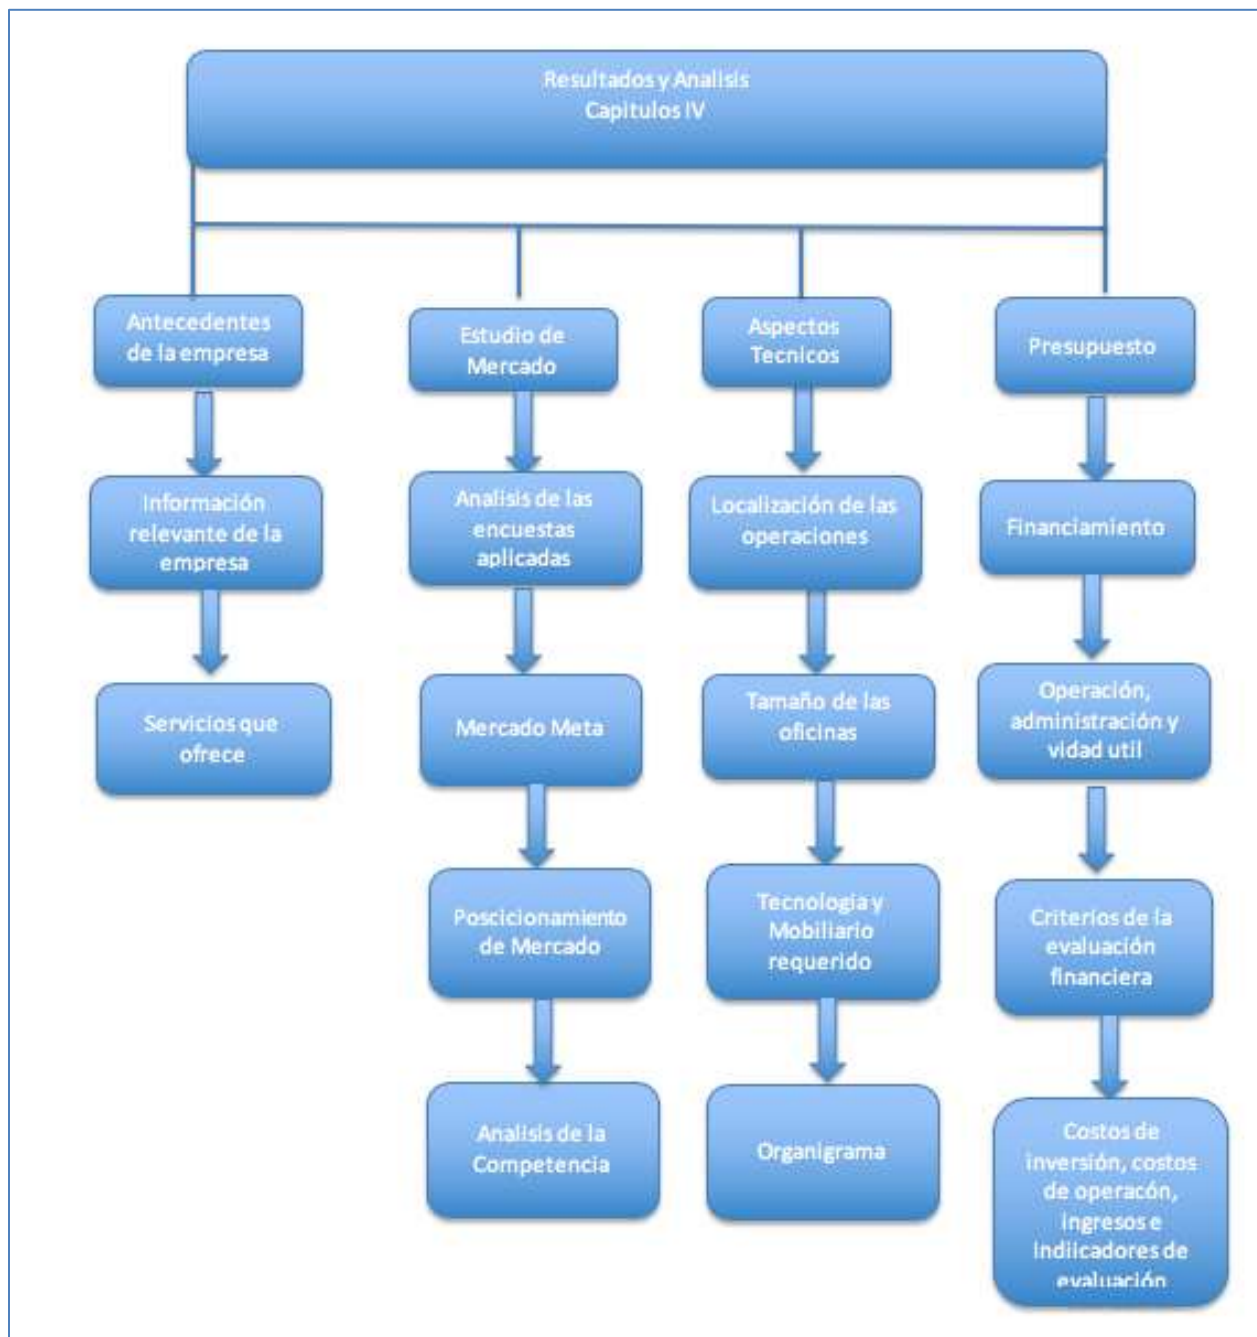 Resultados y Analisis
Capitulos IV
Antecedentes
de la empresa
Información
relevante de la
empresa
Servicios que
ofrece
Estudio de
Mercado
Analisis de las
encuestas
aplicadas
Mercado Meta
Poscicionamiento
de Mercado
Analisis de la
Competencia
Aspectos
Tecnicos
Localización de las
operaciones
Tamaño de las
oficinas
Tecnologia y
Mobiliario
requerido
Organigrama
Presupuesto
Financiamiento
Operación,
administración y
vidad util
Criterios de la
evaluación
financiera
Costos de
inversión, costos
de operacón,
ingresos e
indiicadores de
evaluación